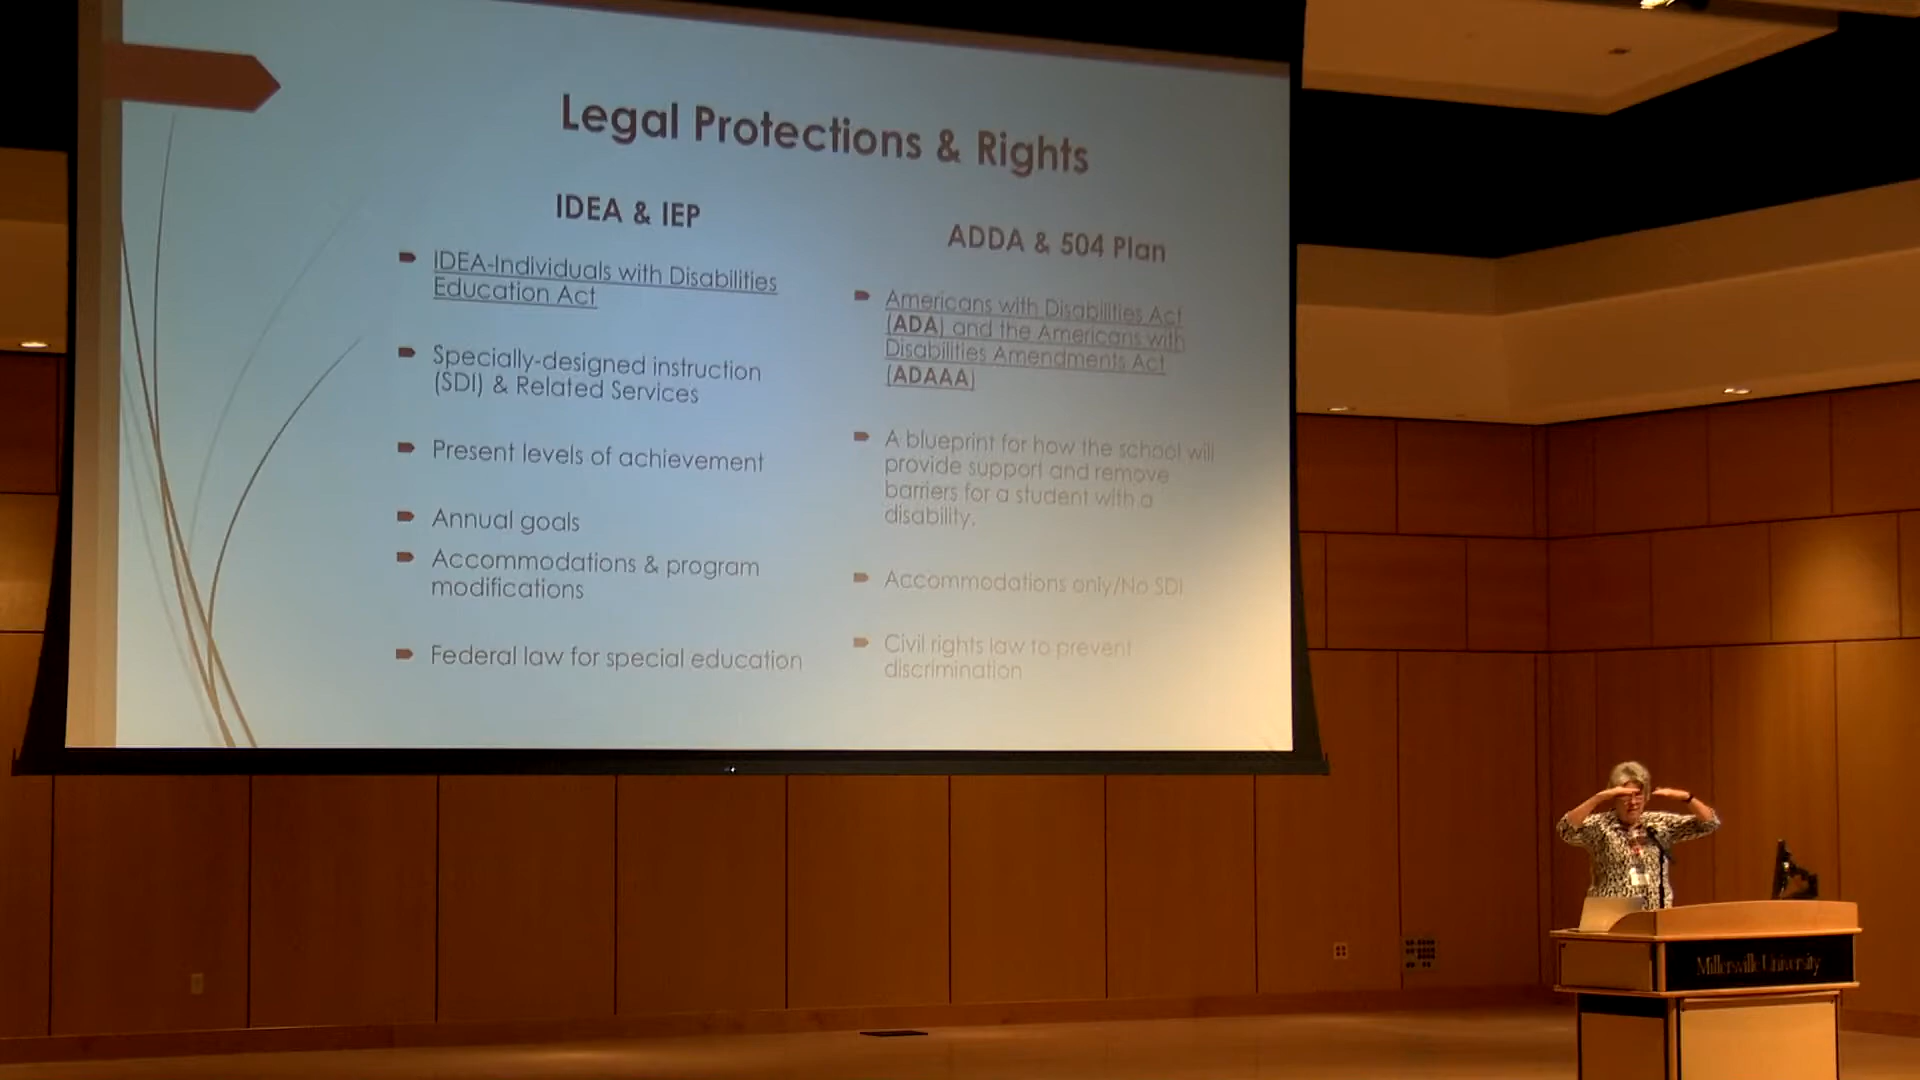 Legal Protections & Rights
IDEA & IEP
IDEA-Individuals with Disabilities
Education Act
Specially-designed instruction
(SDI) & Related Services
Present levels of achievement
Annual goals
Accommodations & program
modifications
Federal law for special education
ADDA & 504 Plan
Americans with Disabilities Act
(ADA) and the Americans with
Disabilities Amendments Act
(ADAAA)
A blueprint for how the school will
provide support and remove
barriers for a student with a
disability.
Accommodations only/No SDI
Civil rights law to prevent
discrimination
Millersville University